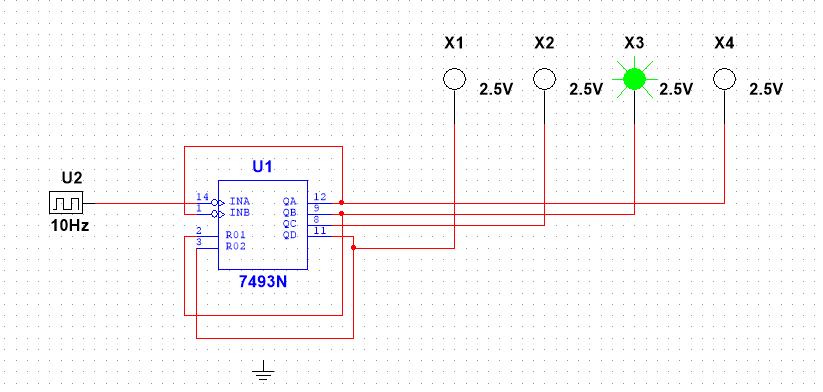 X1 X2 X3 X4
2.5V 2.5V 2.5V 2.5V
U2
10Hz
U1
14 INA QA 12
1 INB QB 9
QC 8
2 R01 QD 11
3 R02
7493N